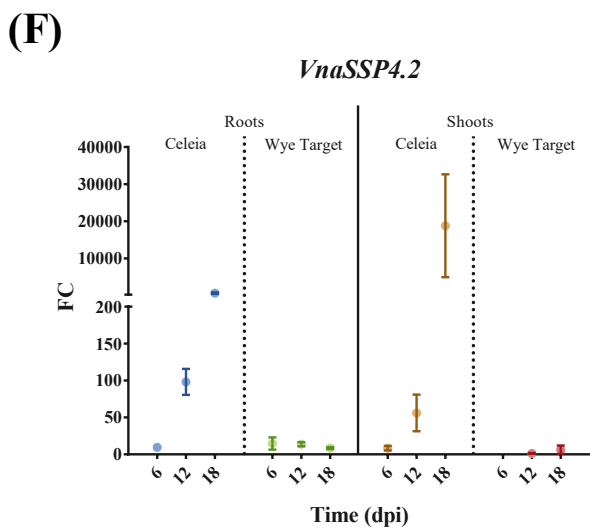 (F)
VnaSSP4.2
Roots Shoots
Celeia Wye Target Celeia Wye Target
40000
30000
20000
10000
200
150
100
50
0
FC
6 12 18 6 12 18 6 12 18 6 12 18
Time (dpi)